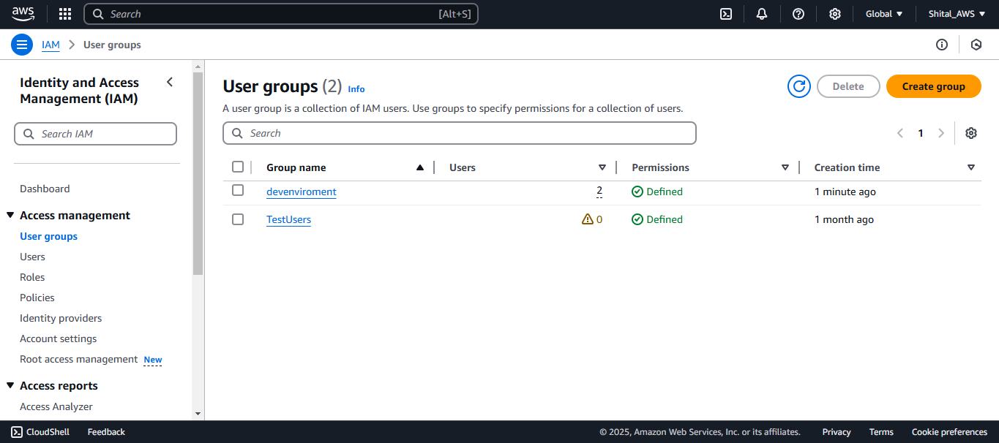 aws
Search [Alt+S]
Global
Shital_AWS
IAM
User groups
Identity and Access
Management (IAM)
Search IAM
Dashboard
Access management
User groups
Users
Roles
Policies
Identity providers
Account settings
Root access management New
Access reports
Access Analyzer
User groups (2) Info
Delete
Create group
A user group is a collection of IAM users. Use groups to specify permissions for a collection of users.
Search
1
Group name Users Permissions Creation time
devenviroment 2 Defined 1 minute ago
TestUsers 0 Defined 1 month ago
CloudShell Feedback © 2025, Amazon Web Services, Inc. or its affiliates. Privacy Terms Cookie preferences